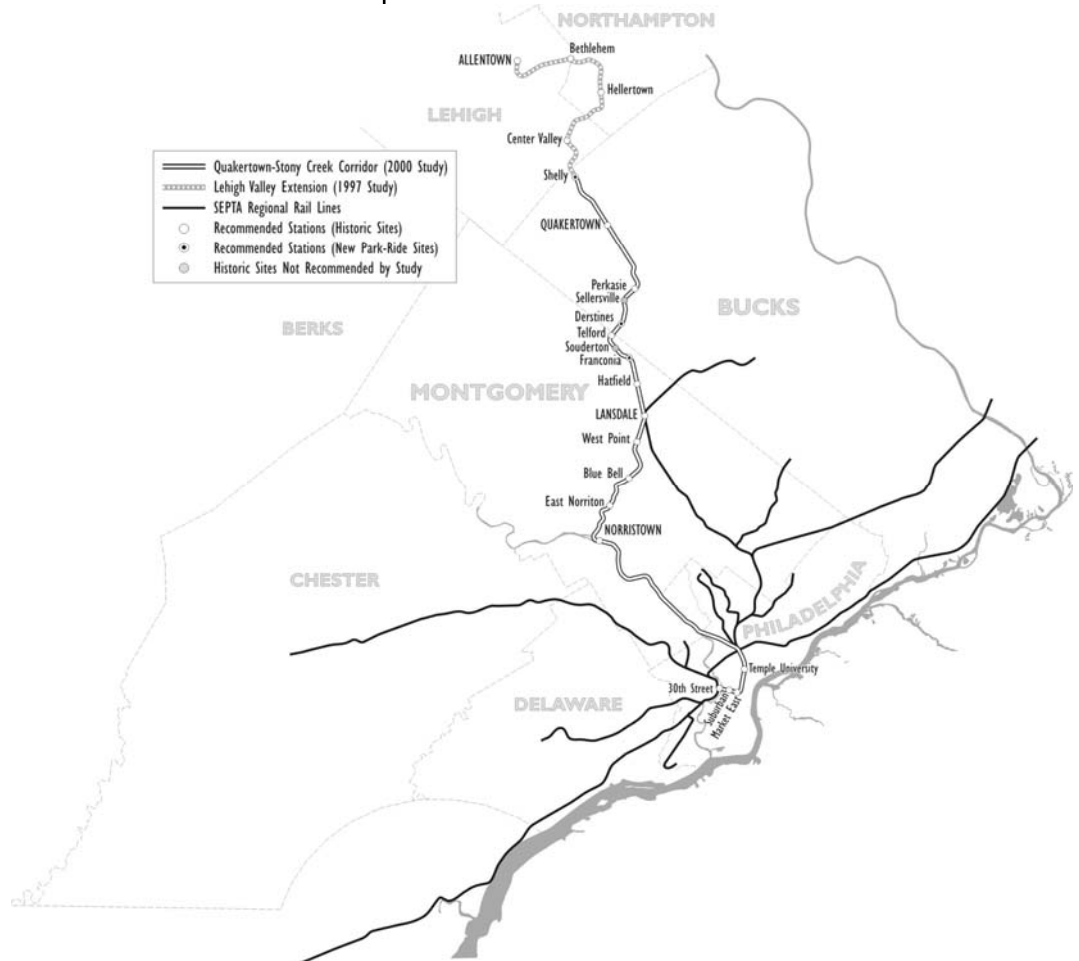 NORTHAMPTON
Bethlehem
ALLENTOWN
Hellertown
LEHIGH
Center Valley
Quakertown-Stony Creek Corridor (2000 Study)
Lehigh Valley Extension (1997 Study)
SEPTA Regional Rail Lines
Recommended Stations (Historic Sites)
Recommended Stations (New Park-Ride Sites)
Historic Sites Not Recommended by Study
Shelly
QUAKERTOWN
Perkasie
Sellersville
BUCKS
Derstines
BERKS
Telford
Souderton
Franconia
Hatfield
MONTGOMERY
LANSDALE
West Point
Blue Bell
East Norriton
NORRISTOWN
CHESTER
PHILADELPHIA
Temple University
30th Street
Suburban
Market East
DELAWARE